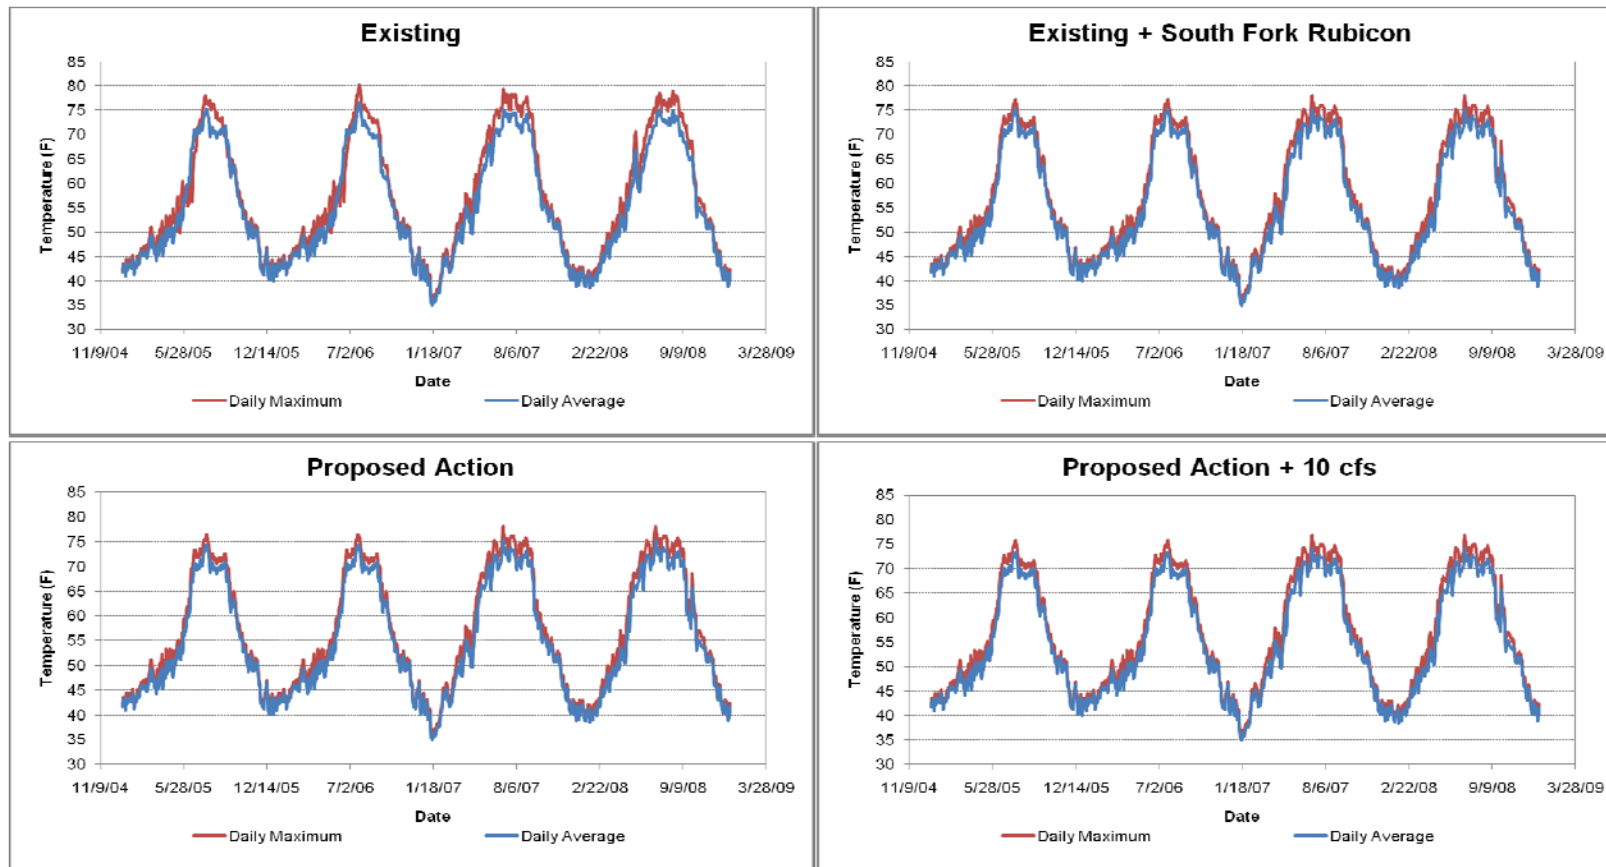 Existing
85
80
75
70
65
60
55
50
45
40
35
30
Temperature (F)
11/9/04 5/28/05 12/14/05 7/2/06 1/18/07 8/6/07 2/22/08 9/9/08 3/28/09
Date
Daily Maximum Daily Average
Existing + South Fork Rubicon
85
80
75
70
65
60
55
50
45
40
35
30
Temperature (F)
11/9/04 5/28/05 12/14/05 7/2/06 1/18/07 8/6/07 2/22/08 9/9/08 3/28/09
Date
Daily Maximum Daily Average
Proposed Action
85
80
75
70
65
60
55
50
45
40
35
30
Temperature (F)
11/9/04 5/28/05 12/14/05 7/2/06 1/18/07 8/6/07 2/22/08 9/9/08 3/28/09
Date
Daily Maximum Daily Average
Proposed Action + 10 cfs
85
80
75
70
65
60
55
50
45
40
35
30
Temperature (F)
11/9/04 5/28/05 12/14/05 7/2/06 1/18/07 8/6/07 2/22/08 9/9/08 3/28/09
Date
Daily Maximum Daily Average